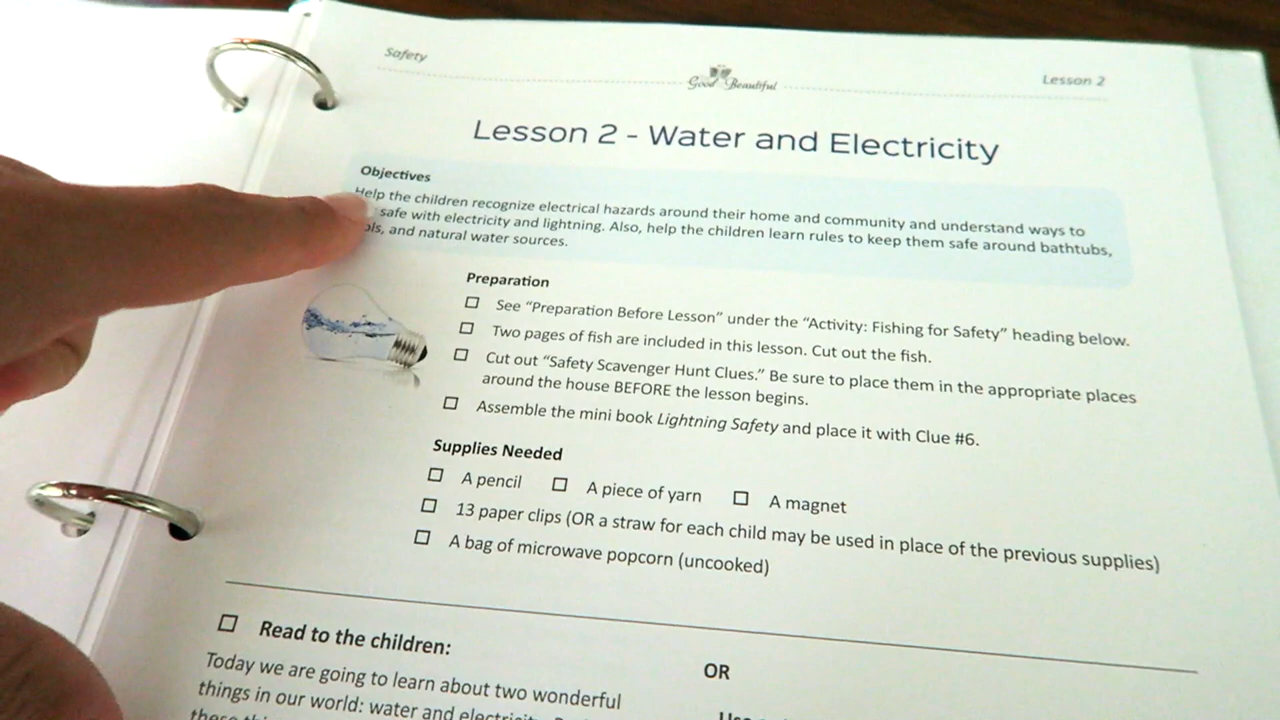 Safety
Good Beautiful
Lesson 2
Lesson 2 - Water and Electricity
Objectives
Help the children recognize electrical hazards around their home and community and understand ways to
safe with electricity and lightning. Also, help the children learn rules to keep them safe around bathtubs,
ols, and natural water sources.
Preparation
See “Preparation Before Lesson” under the “Activity: Fishing for Safety” heading below.
Two pages of fish are included in this lesson. Cut out the fish.
Cut out “Safety Scavenger Hunt Clues.” Be sure to place them in the appropriate places
around the house BEFORE the lesson begins.
Assemble the mini book Lightning Safety and place it with Clue #6.
Supplies Needed
A pencil A piece of yarn A magnet
13 paper clips (OR a straw for each child may be used in place of the previous supplies)
A bag of microwave popcorn (uncooked)
Read to the children:
Today we are going to learn about two wonderful
things in our world: water and electricity.
OR